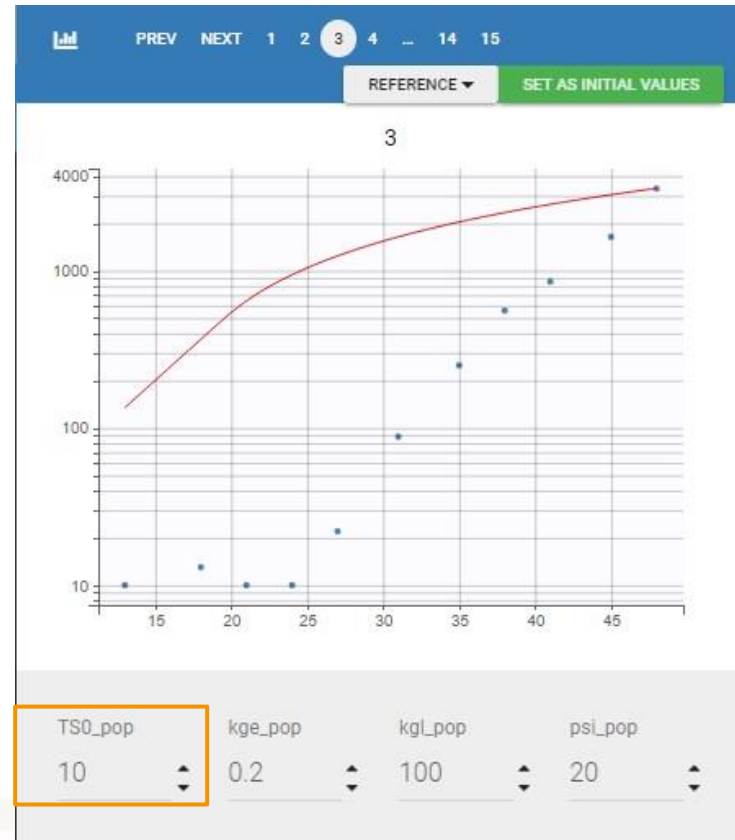 PREV NEXT 1 2 3 4 … 14 15
REFERENCE SET AS INITIAL VALUES
3
4000
1000
100
10
15 20 25 30 35 40 45
TS0_pop kge_pop kgl_pop psi_pop
10 0.2 100 20